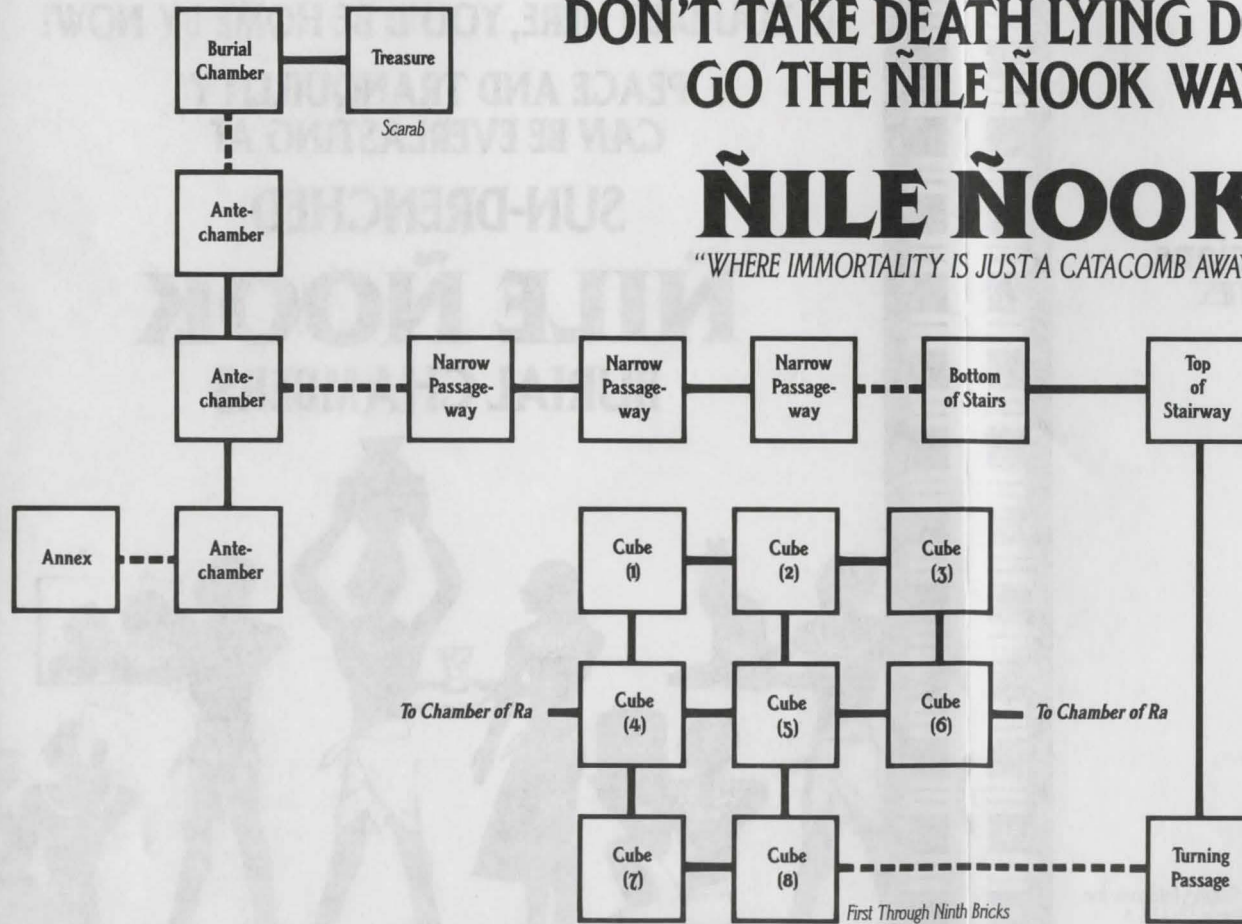 DON'T TAKE DEATH LYING D
GO THE ÑILE ÑOOK WA
ÑILE ÑOOK
"WHERE IMMORTALITY IS JUST A CATACOMB AWA
Burial
Chamber
Treasure
Scarab
Ante-
chamber
Ante-
chamber
Narrow
Passage-
way
Narrow
Passage-
way
Narrow
Passage-
way
Bottom
of Stairs
Top
of
Stairway
Annex
Ante-
chamber
Cube
(1)
Cube
(2)
Cube
(3)
To Chamber of Ra
Cube
(4)
Cube
(5)
Cube
(6)
To Chamber of Ra
Cube
(7)
Cube
(8)
First Through Ninth Bricks
Turning
Passage